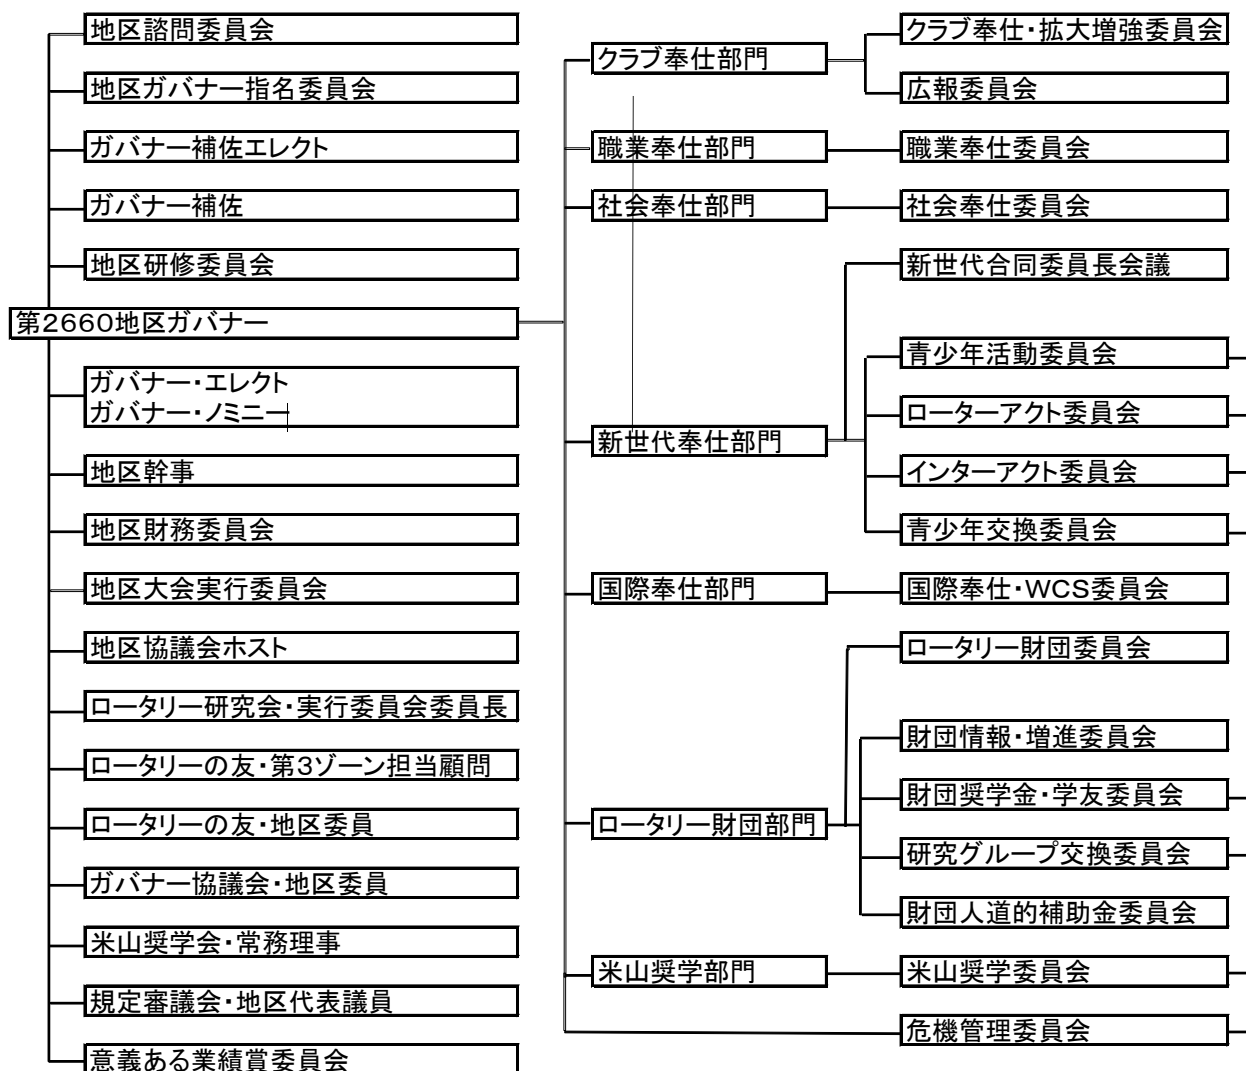 地区諮問委員会
地区ガバナー指名委員会
ガバナー補佐エレクト
ガバナー補佐
地区研修委員会
第2660地区ガバナー
ガバナー・エレクト
ガバナー・ノミニー
地区幹事
地区財務委員会
地区大会実行委員会
地区協議会ホスト
ロータリー研究会・実行委員会委員長
ロータリーの友・第3ゾーン担当顧問
ロータリーの友・地区委員
ガバナー協議会・地区委員
米山奨学会・常務理事
規定審議会・地区代表議員
意義ある業績賞委員会
クラブ奉仕部門
職業奉仕部門
社会奉仕部門
新世代奉仕部門
国際奉仕部門
ロータリー財団部門
米山奨学部門
クラブ奉仕・拡大増強委員会
広報委員会
職業奉仕委員会
社会奉仕委員会
新世代合同委員長会議
青少年活動委員会
ローターアクト委員会
インターアクト委員会
青少年交換委員会
国際奉仕・WCS委員会
ロータリー財団委員会
財団情報・増進委員会
財団奨学金・学友委員会
研究グループ交換委員会
財団人道的補助金委員会
米山奨学委員会
危機管理委員会